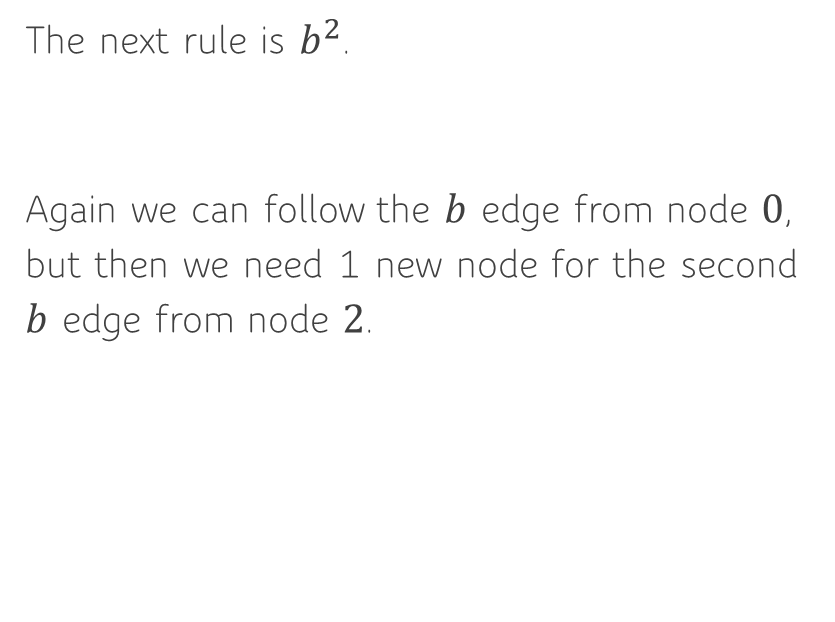 The next rule is b².
Again we can follow the b edge from node 0,
but then we need 1 new node for the second
b edge from node 2.